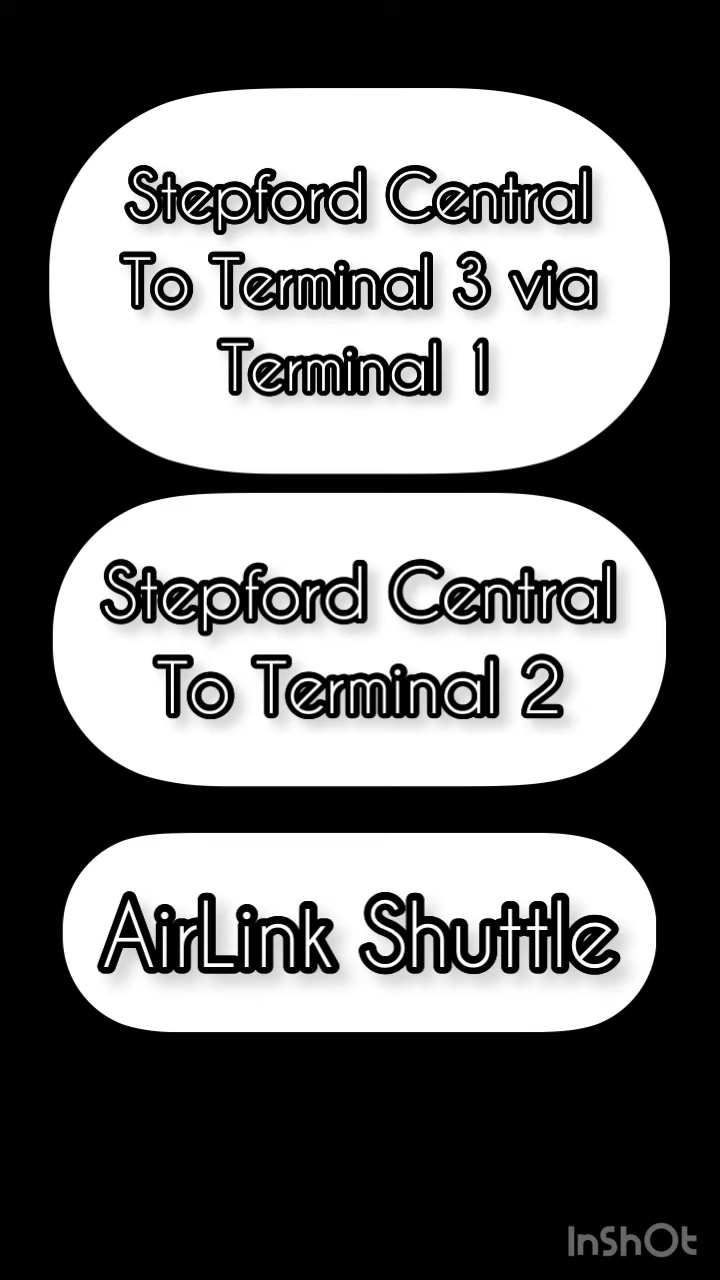 Stepford Central
To Terminal 3 via
Terminal 1
Stepford Central
To Terminal 2
AirLink Shuttle
InShOt